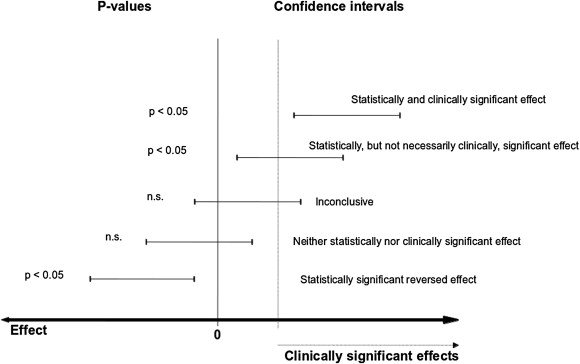 P-values Confidence intervals
Statistically and clinically significant effect
p < 0.05
Statistically, but not necessarily clinically, significant effect
p < 0.05
n.s.
Inconclusive
n.s.
Neither statistically nor clinically significant effect
p < 0.05
Statistically significant reversed effect
Effect 0
Clinically significant effects